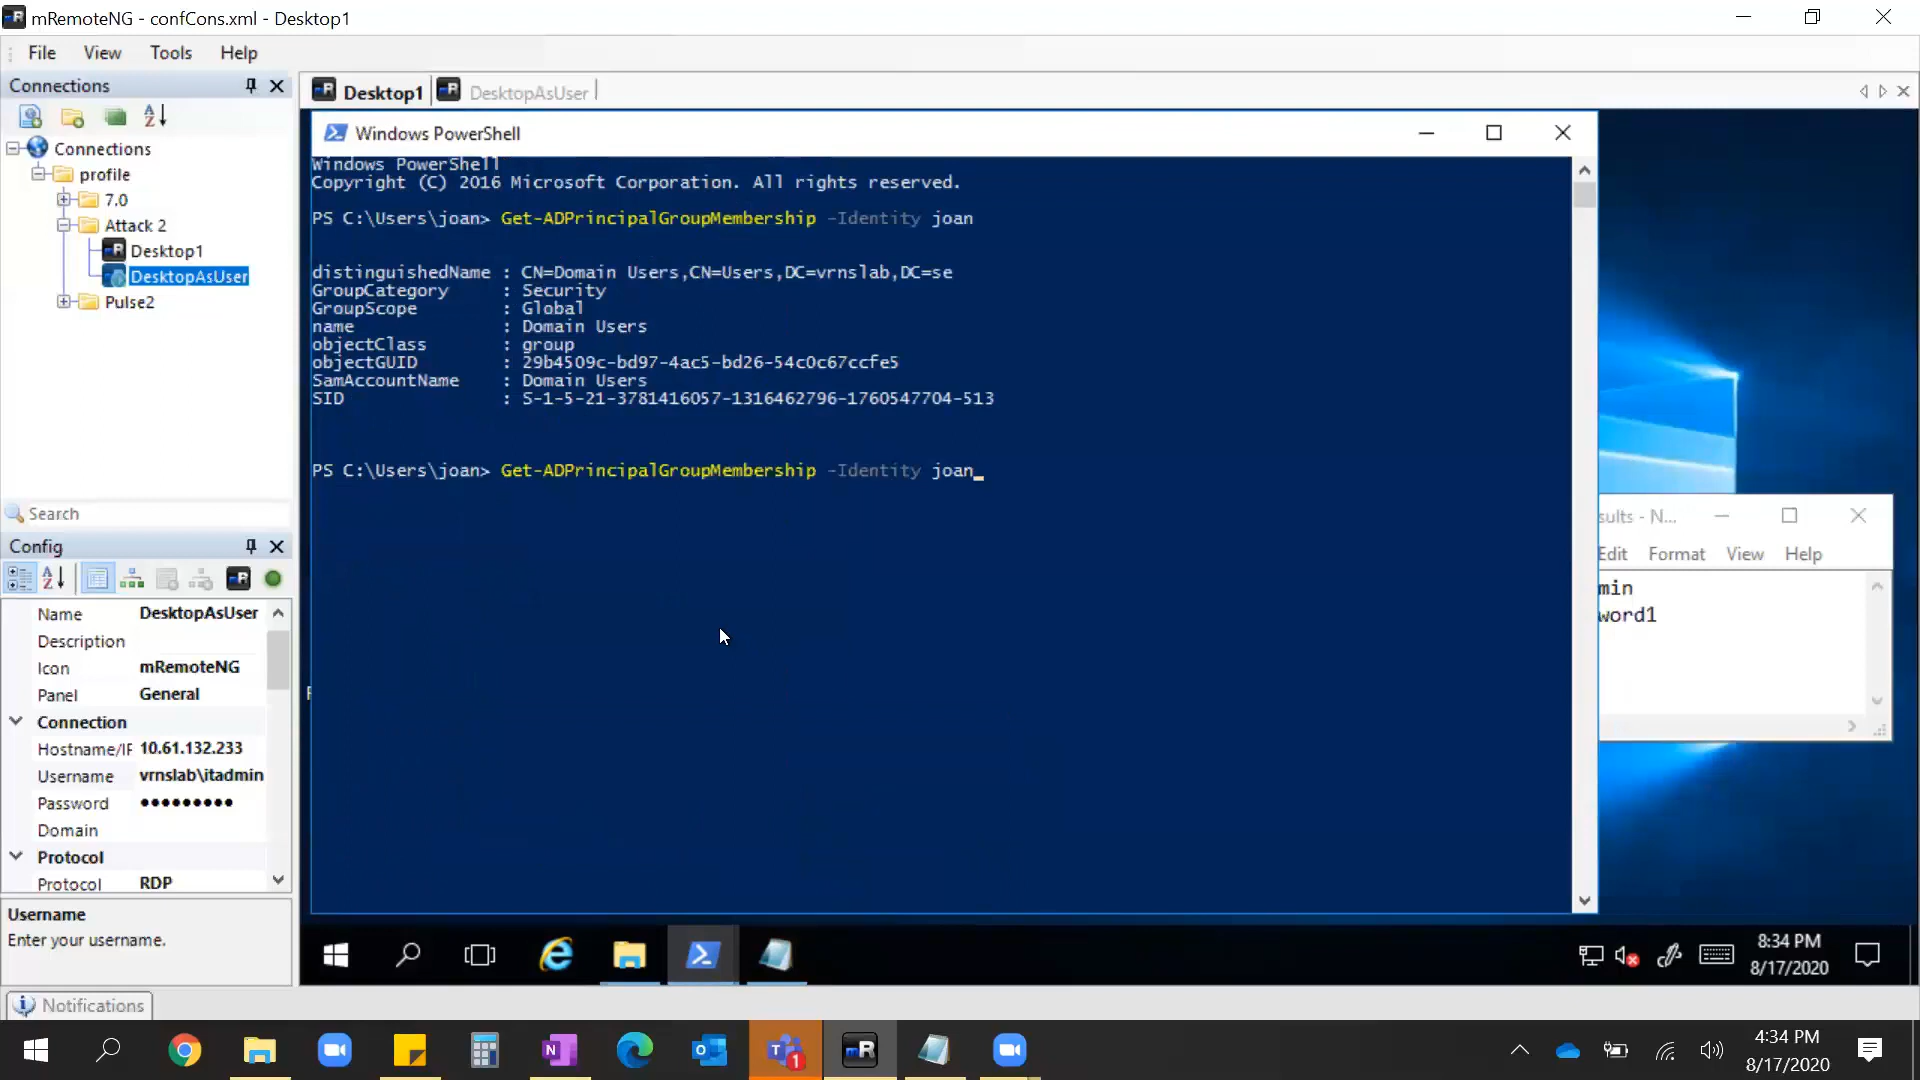 mRemoteNG - confCons.xml - Desktop1
File View Tools Help
Connections
Desktop1 DesktopAsUser
Connections
profile
7.0
Attack 2
Desktop1
DesktopAsUser
Pulse2
Search
Config
Name DesktopAsUser
Description
Icon mRemoteNG
Panel General
Connection
Hostname/IP 10.61.132.233
Username vrnslab\itadmin
Password ●●●●●●●●●
Domain
Protocol
Protocol RDP
Username
Enter your username.
Notifications
Windows PowerShell
Windows PowerShell
Copyright (C) 2016 Microsoft Corporation. All rights reserved.
PS C:\Users\joan> Get-ADPrincipalGroupMembership -Identity joan
distinguishedName : CN=Domain Users,CN=Users,DC=vrnslab,DC=se
GroupCategory : Security
GroupScope : Global
name : Domain Users
objectClass : group
objectGUID : 29b4509c-bd97-4ac5-bd26-54c0c67ccfe5
SamAccountName : Domain Users
SID : S-1-5-21-3781416057-1316462796-1760547704-513
PS C:\Users\joan> Get-ADPrincipalGroupMembership -Identity joan_
sults - N...
Edit Format View Help
min
word1
8:34 PM
8/17/2020
4:34 PM
8/17/2020